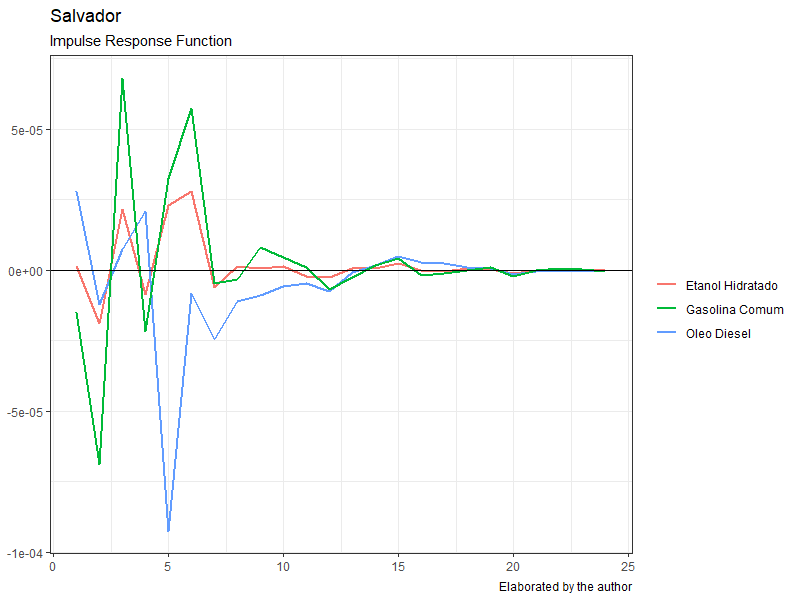 Salvador
Impulse Response Function
5e-05
0e+00
-5e-05
-1e-04
0 5 10 15 20 25
Etanol Hidratado
Gasolina Comum
Oleo Diesel
Elaborated by the author